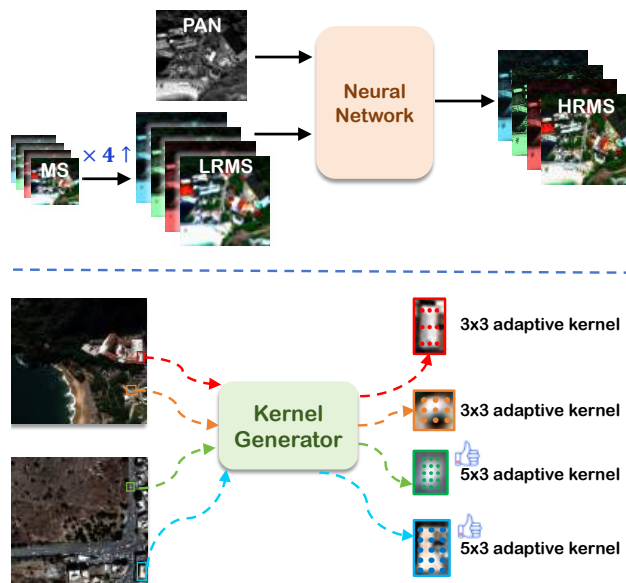 PAN
Neural
Network
HRMS
MS
× 4 ↑
LRMS
3x3 adaptive kernel
3x3 adaptive kernel
Kernel
Generator
5x3 adaptive kernel
5x3 adaptive kernel